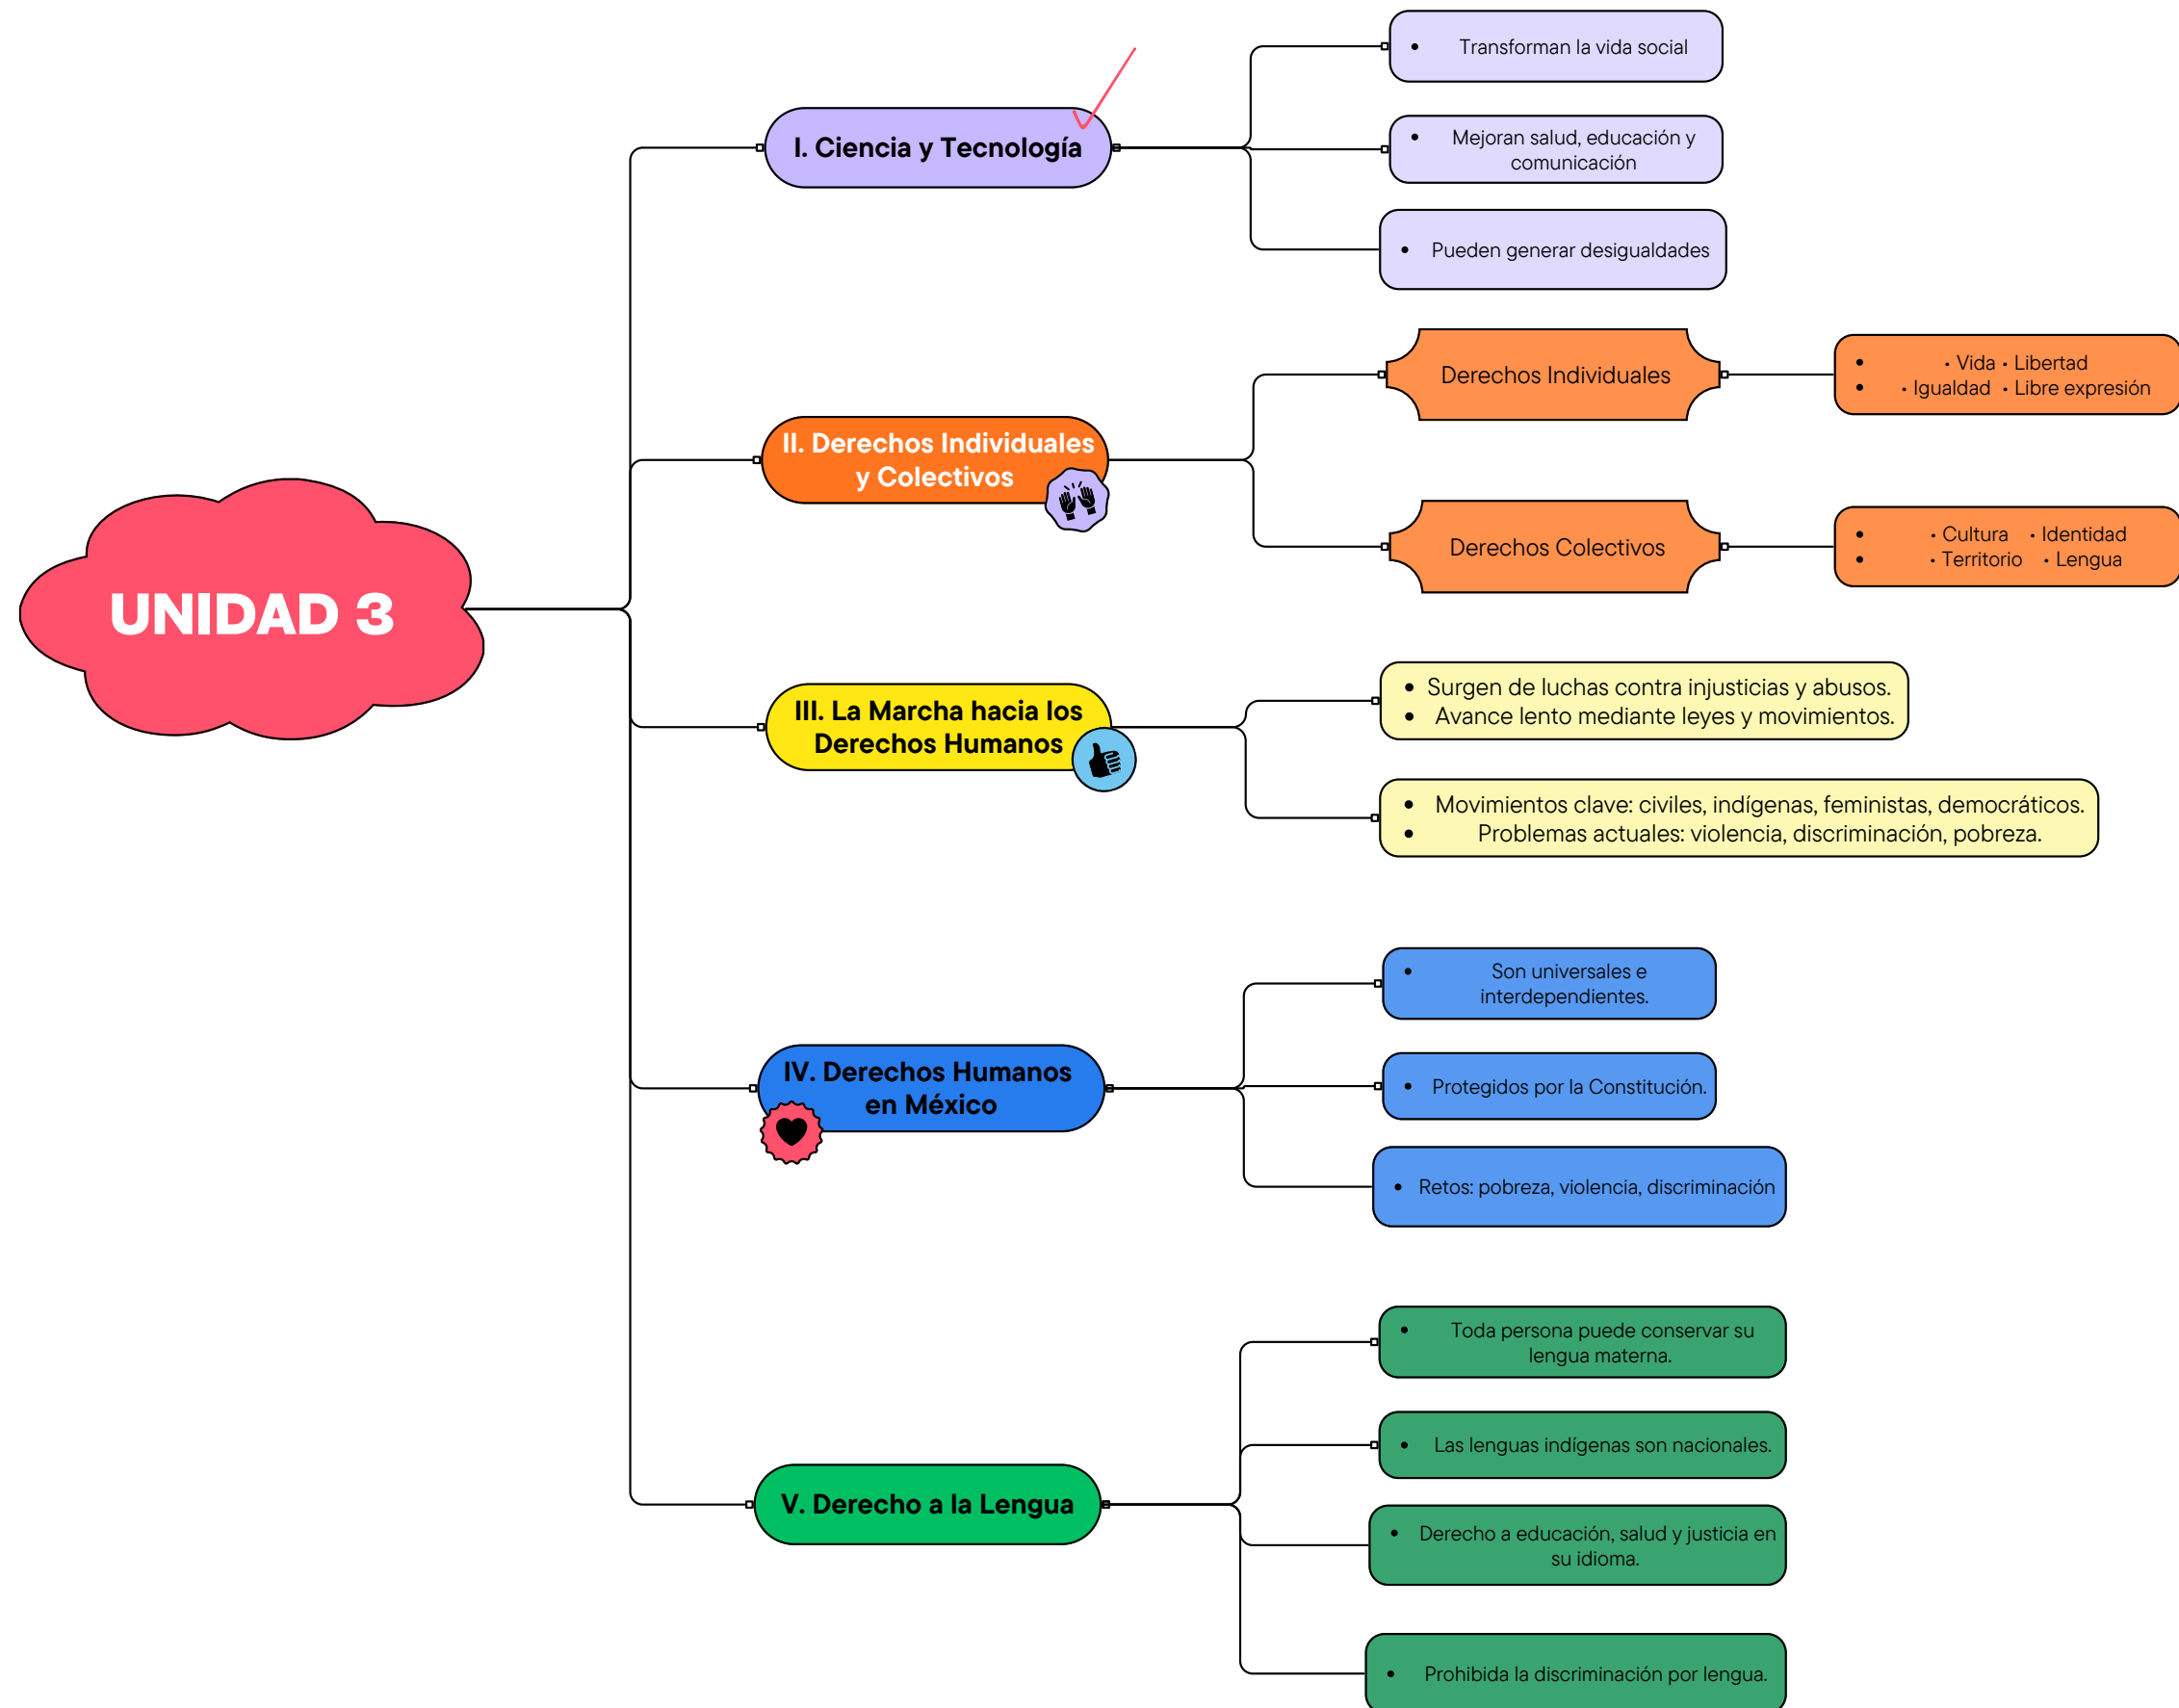 UNIDAD 3
I. Ciencia y Tecnología
• Transforman la vida social
• Mejoran salud, educación y
comunicación
• Pueden generar desigualdades
II. Derechos Individuales
y Colectivos
Derechos Individuales
• • Vida • Libertad
• • Igualdad • Libre expresión
Derechos Colectivos
• • Cultura • Identidad
• • Territorio • Lengua
III. La Marcha hacia los
Derechos Humanos
• Surgen de luchas contra injusticias y abusos.
• Avance lento mediante leyes y movimientos.
• Movimientos clave: civiles, indígenas, feministas, democráticos.
• Problemas actuales: violencia, discriminación, pobreza.
IV. Derechos Humanos
en México
• Son universales e
interdependientes.
• Protegidos por la Constitución.
• Retos: pobreza, violencia, discriminación
V. Derecho a la Lengua
• Toda persona puede conservar su
lengua materna.
• Las lenguas indígenas son nacionales.
• Derecho a educación, salud y justicia en
su idioma.
• Prohibida la discriminación por lengua.